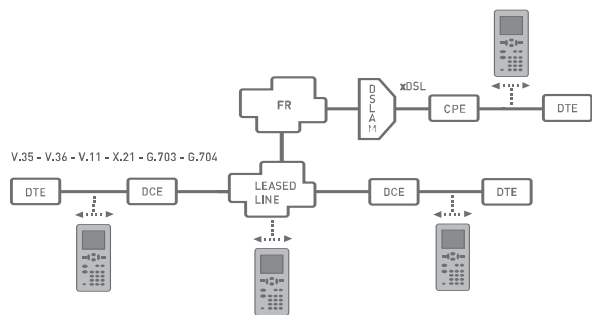 xDSL
DSLAM
FR
CPE
DTE
V.35 - V.36 - V.11 - X.21 - G.703 - G.704
DTE
DCE
LEASED
LINE
DCE
DTE